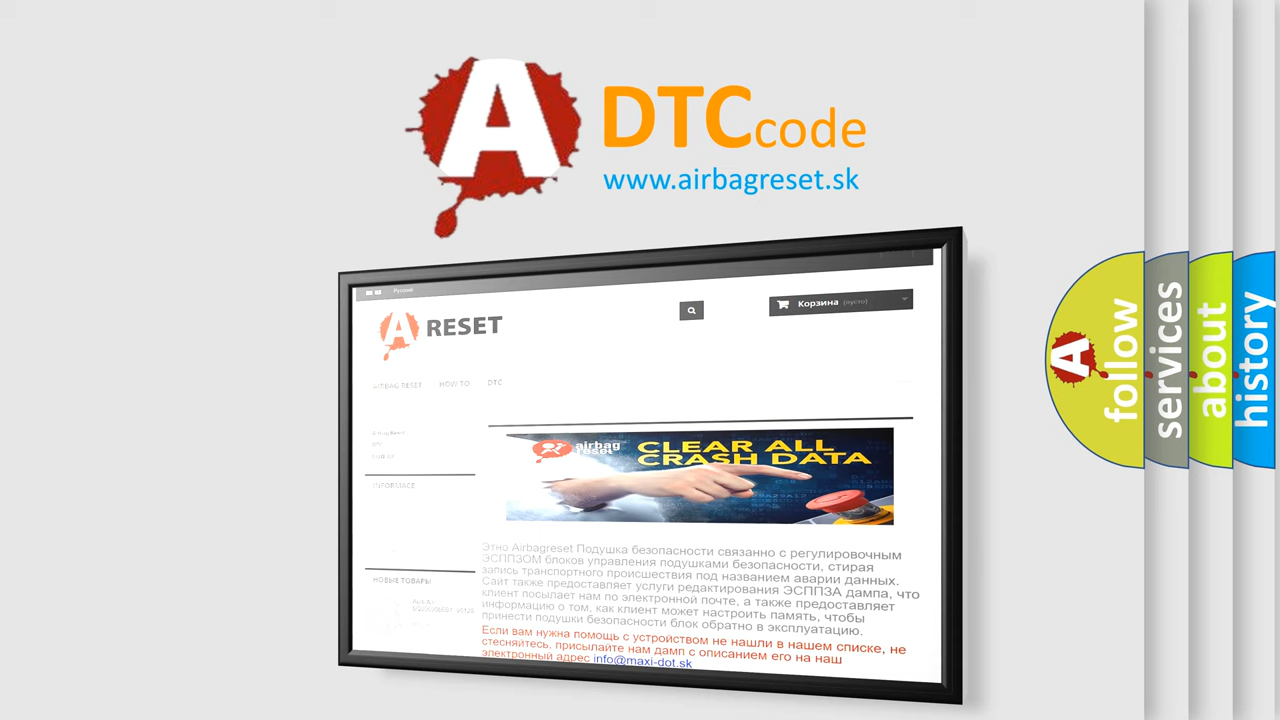 A
DTCcode
www.airbagreset.sk
Русский
A RESET
Корзина (пусто)
AIRBAG RESET HOW TO DTC
INFORMACE
НОВЫЕ ТОВАРЫ
airbag
reset
CLEAR ALL
CRASH DATA
Этно Airbagreset Подушка безопасности связанно с регулировочным
ЭСППЗОМ блоков управления подушками безопасности, стирая
запись транспортного происшествия под названием аварии данных.
Сайт также предоставляет услуги редактирования ЭСППЗА дампа, что
клиент посылает нам по электронной почте, а также предоставляет
информацию о том, как клиент может настроить память, чтобы
принести подушки безопасности блок обратно в эксплуатацию.
Если вам нужна помощь с устройством не нашли в нашем списке, не
стесняйтесь, присылайте нам дамп с описанием его на наш
электронный адрес info@maxi-dot.sk
A
follow
services
about
history